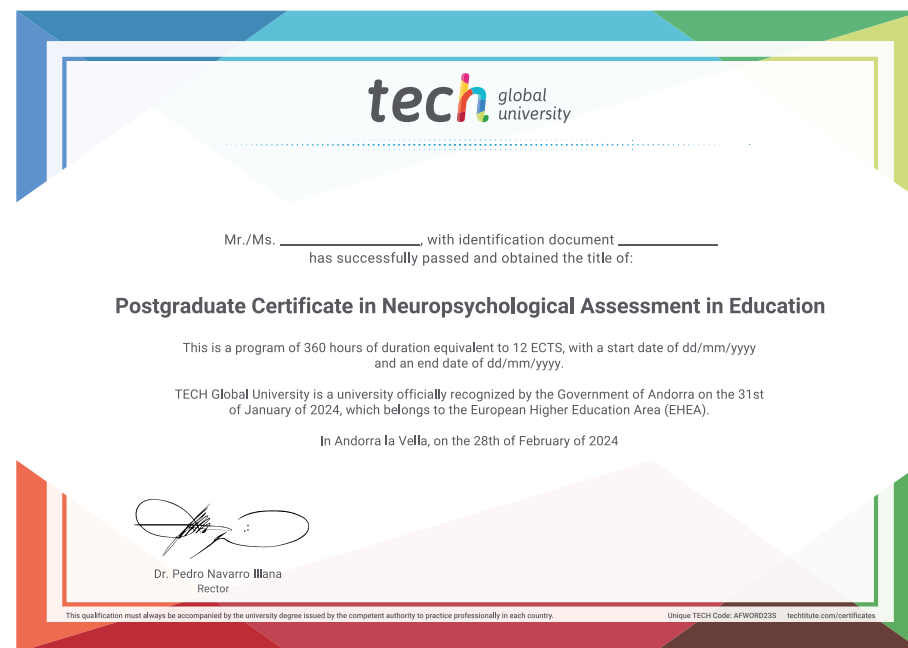 tech global
university
Mr./Ms. ____________________, with identification document ______________
has successfully passed and obtained the title of:
Postgraduate Certificate in Neuropsychological Assessment in Education
This is a program of 360 hours of duration equivalent to 12 ECTS, with a start date of dd/mm/yyyy
and an end date of dd/mm/yyyy.
TECH Global University is a university officially recognized by the Government of Andorra on the 31st
of January of 2024, which belongs to the European Higher Education Area (EHEA).
In Andorra la Vella, on the 28th of February of 2024
Dr. Pedro Navarro Illana
Rector
This qualification must always be accompanied by the university degree issued by the competent authority to practice professionally in each country.
Unique TECH Code: AFWORD23S techtitute.com/certificates